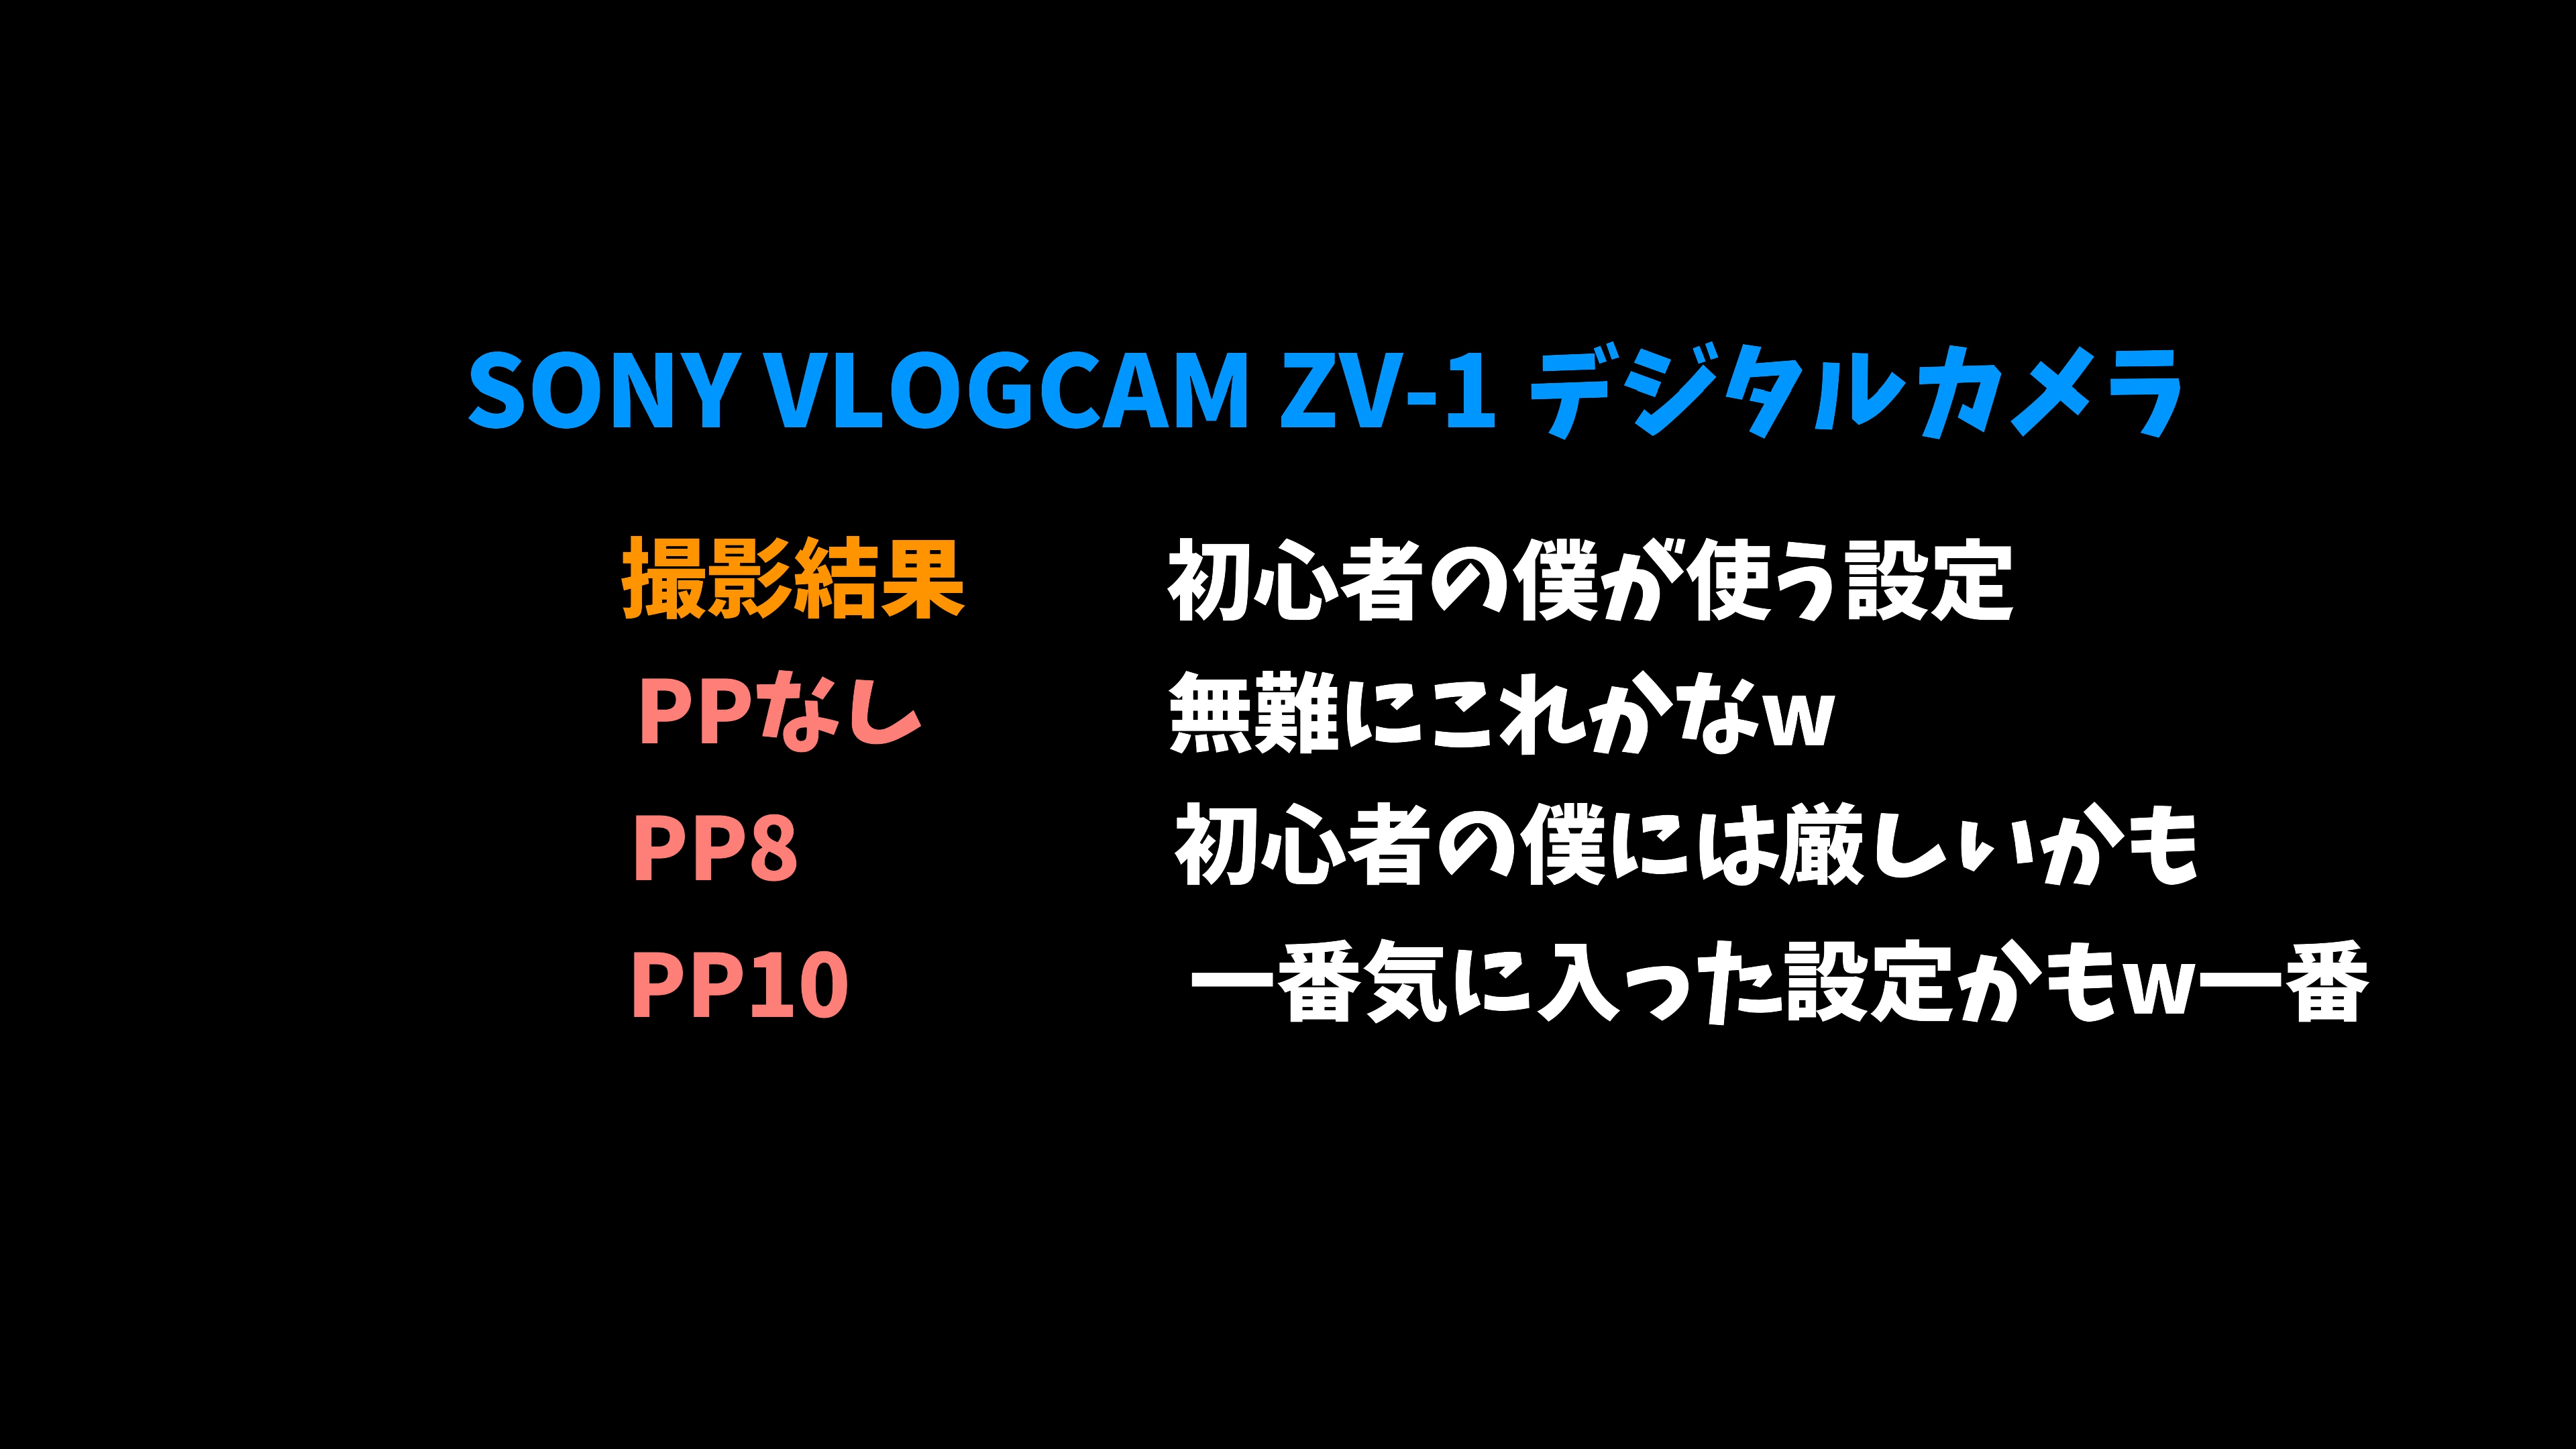 SONY VLOGCAM ZV-1 デジタルカメラ
撮影結果 初心者の僕が使う設定
PPなし 無難にこれかなw
PP8 初心者の僕には厳しいかも
PP10 一番気に入った設定かもw一番